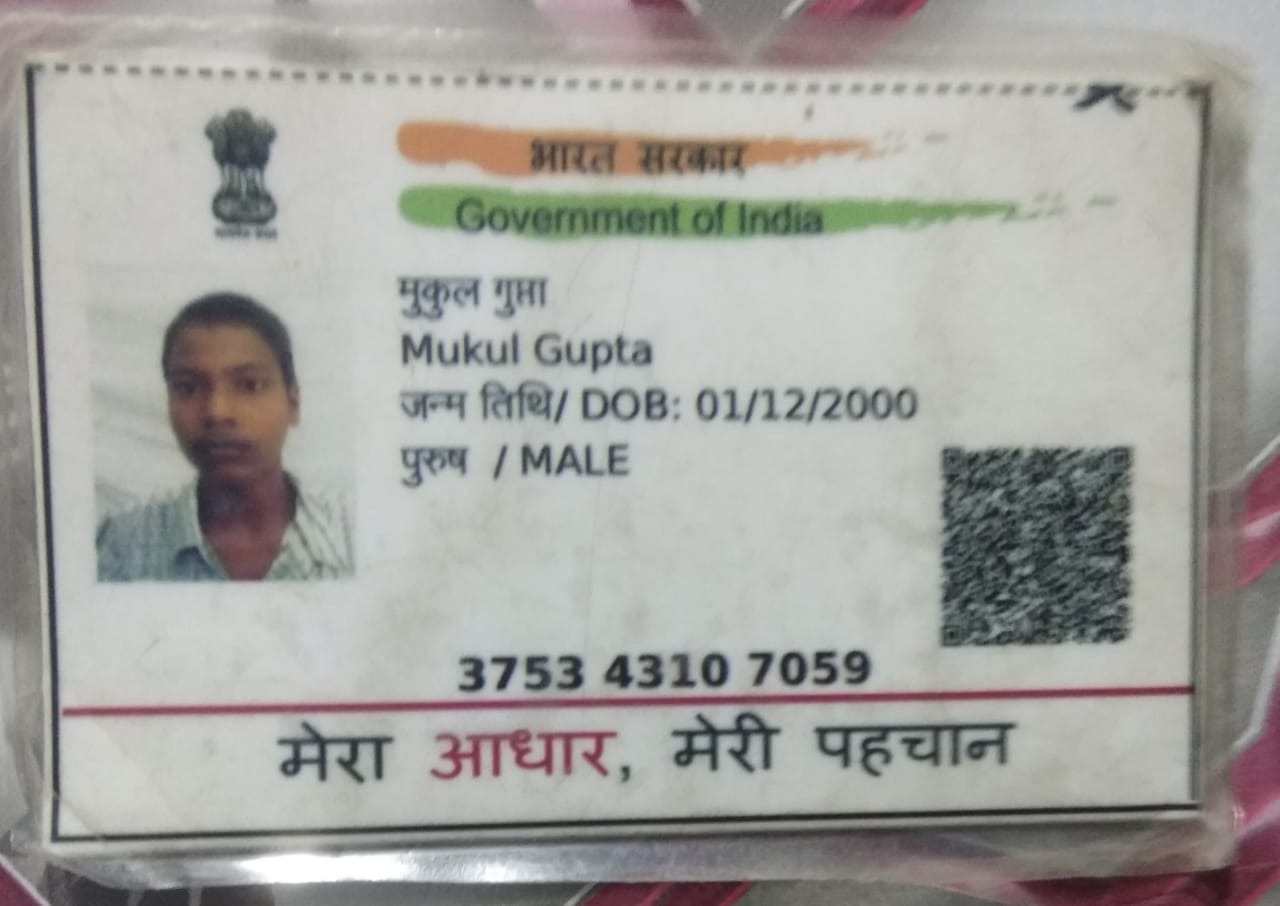 भारत सरकार
Government of India
मुकुल गुप्ता
Mukul Gupta
जन्म तिथि/ DOB: 01/12/2000
पुरुष / MALE
3753 4310 7059
मेरा आधार, मेरी पहचान